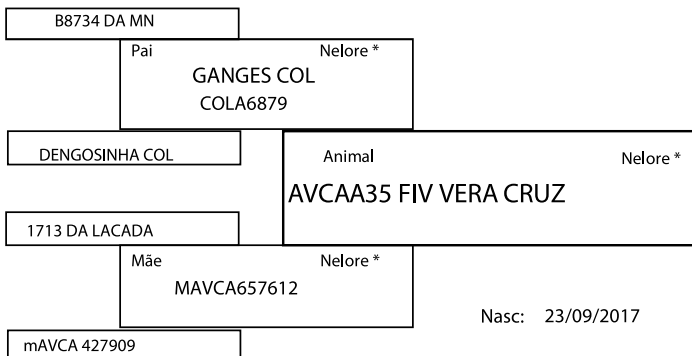 B8734 DA MN
Pai Nelore *
GANGES COL
COLA6879
DENGOSINHA COL
Animal Nelore *
AVCAA35 FIV VERA CRUZ
1713 DA LACADA
Mãe Nelore *
MAVCA657612
Nasc: 23/09/2017
mAVCA 427909